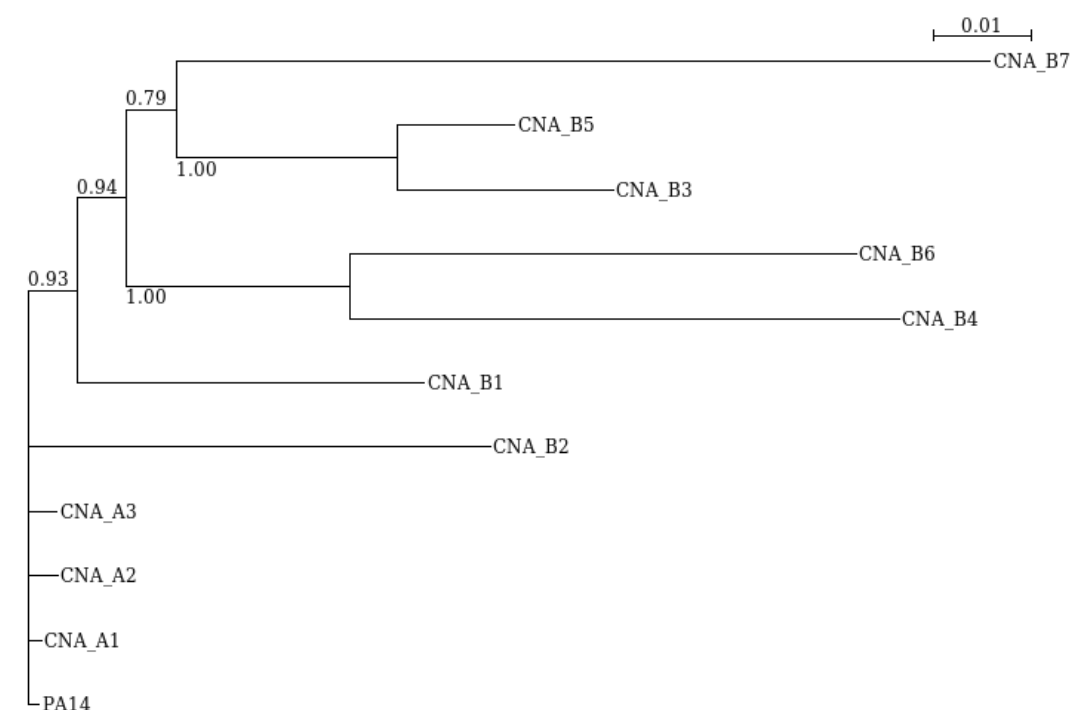 0.01
CNA_B7
0.79
CNA_B5
1.00
0.94
CNA_B3
CNA_B6
0.93
1.00
CNA_B4
CNA_B1
CNA_B2
CNA_A3
CNA_A2
CNA_A1
PA14